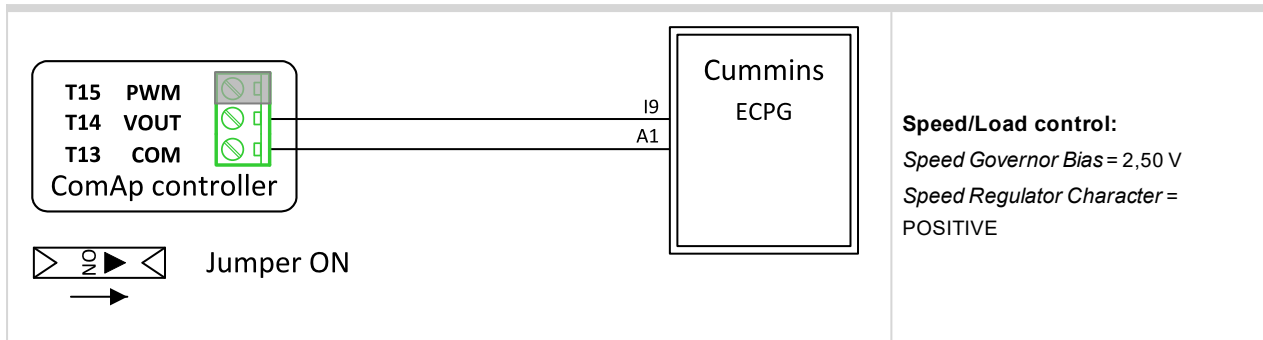 T15 PWM
T14 VOUT
T13 COM
ComAp controller
ON
Jumper ON
I9
A1
Cummins
ECPG
Speed/Load control:
Speed Governor Bias = 2,50 V
Speed Regulator Character =
POSITIVE